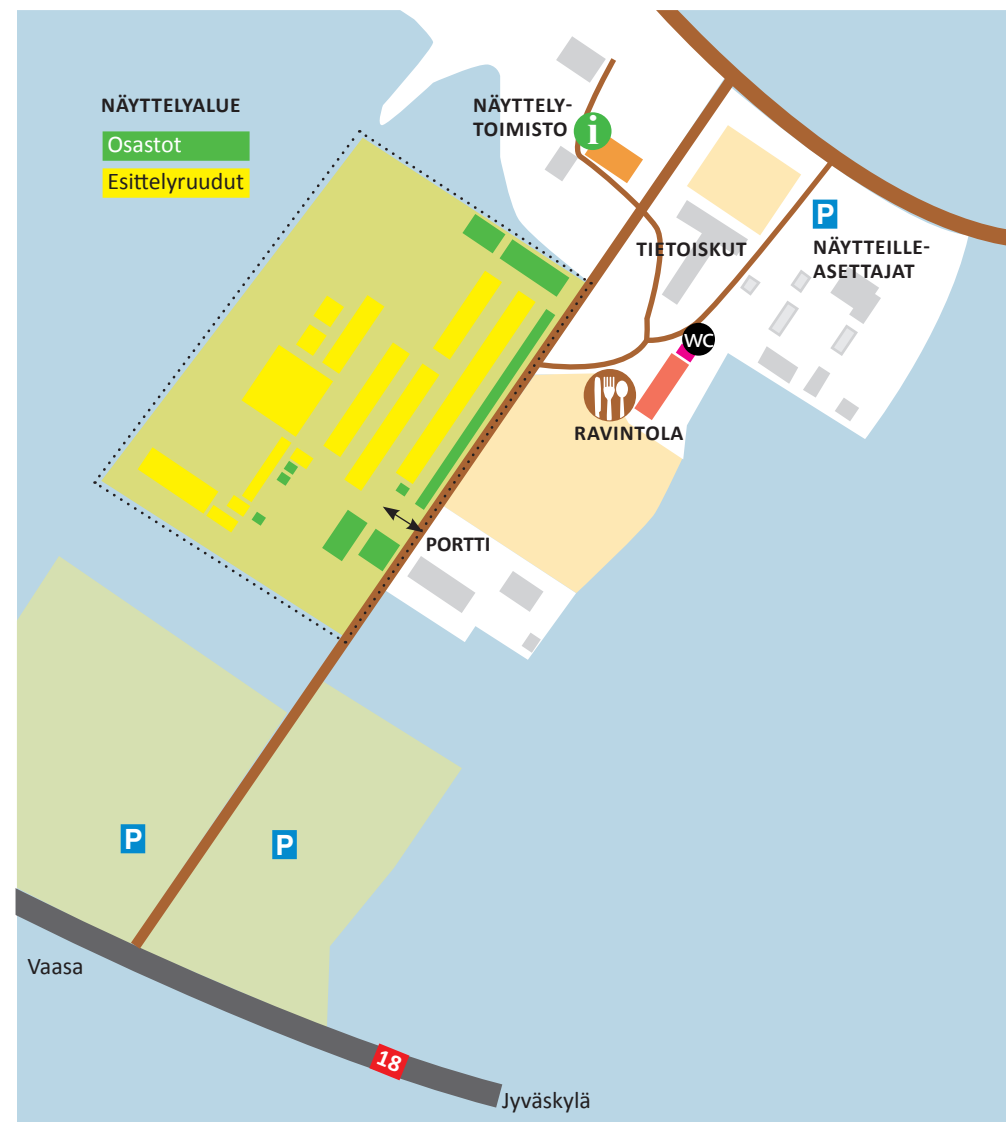 NÄYTTELYALUE
Osastot
Esittelyruudut
NÄYTTELY-
TOIMISTO
i
TIETOISKUT
P
NÄYTTEILLE-
ASETTAJAT
WC
RAVINTOLA
PORTTI
P
P
Vaasa
18
Jyväskylä